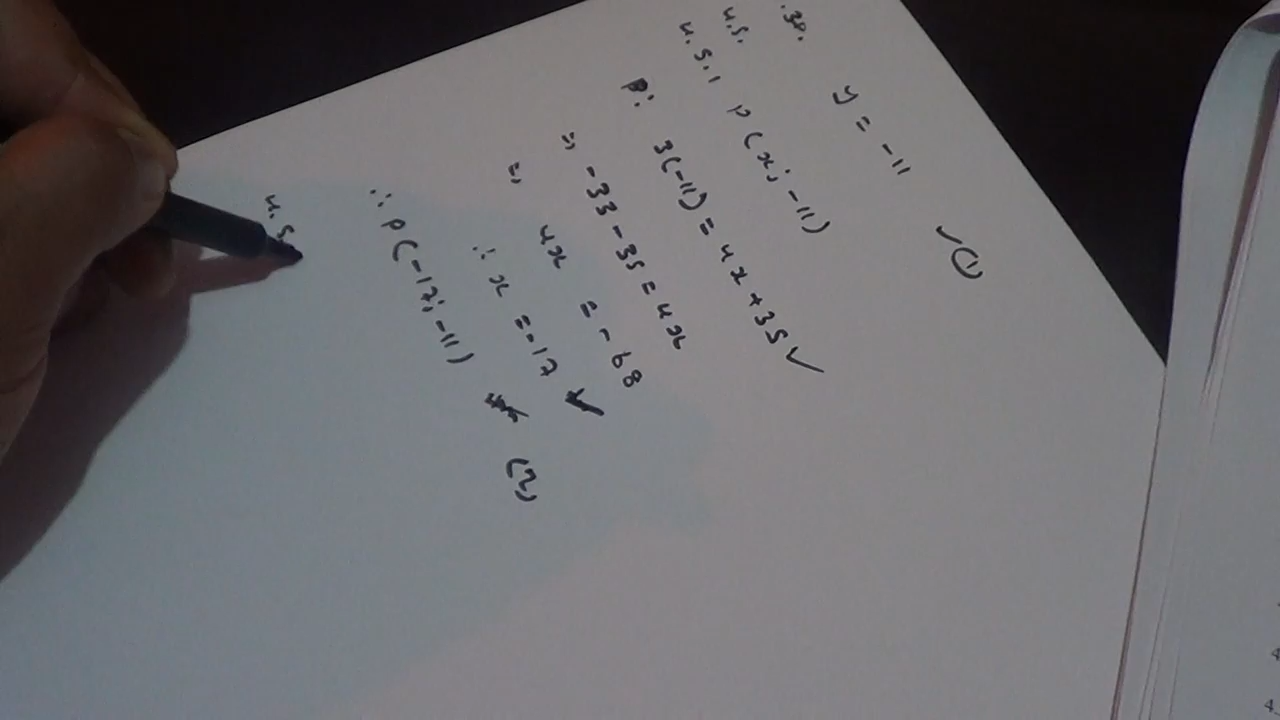 .30.
y = -11 ✓ (1)
4.5.
4.5.1 P(x; -11)
P: 3(-11) = 4x + 35 ✓
⇒ -33 - 35 = 4x
⇒ 4x = -68
∴ x = -17 ✓
∴ P(-17; -11) (2)
4.5